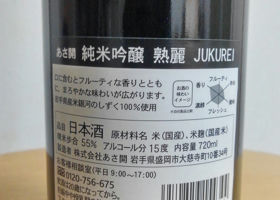 あさ開 純米吟醸 熟麗 JUKUREI
口に含むとフルーティな香りとと
もに、まろやかな味わいが広がります。
岩手県産米銀河のしずく100%使用
お酒の
味わい
イメージ
フルーティ
香り
フレッシュ
品目 日本酒 原材料名 米(国産)、米麹(国産米)
精米歩合 55% アルコール分 15度 内容量 720ml
製造者 株式会社あさ開 岩手県盛岡市大慈寺町10番34号
お客様相談室(平日 9:00～17:00)
0120-756-675